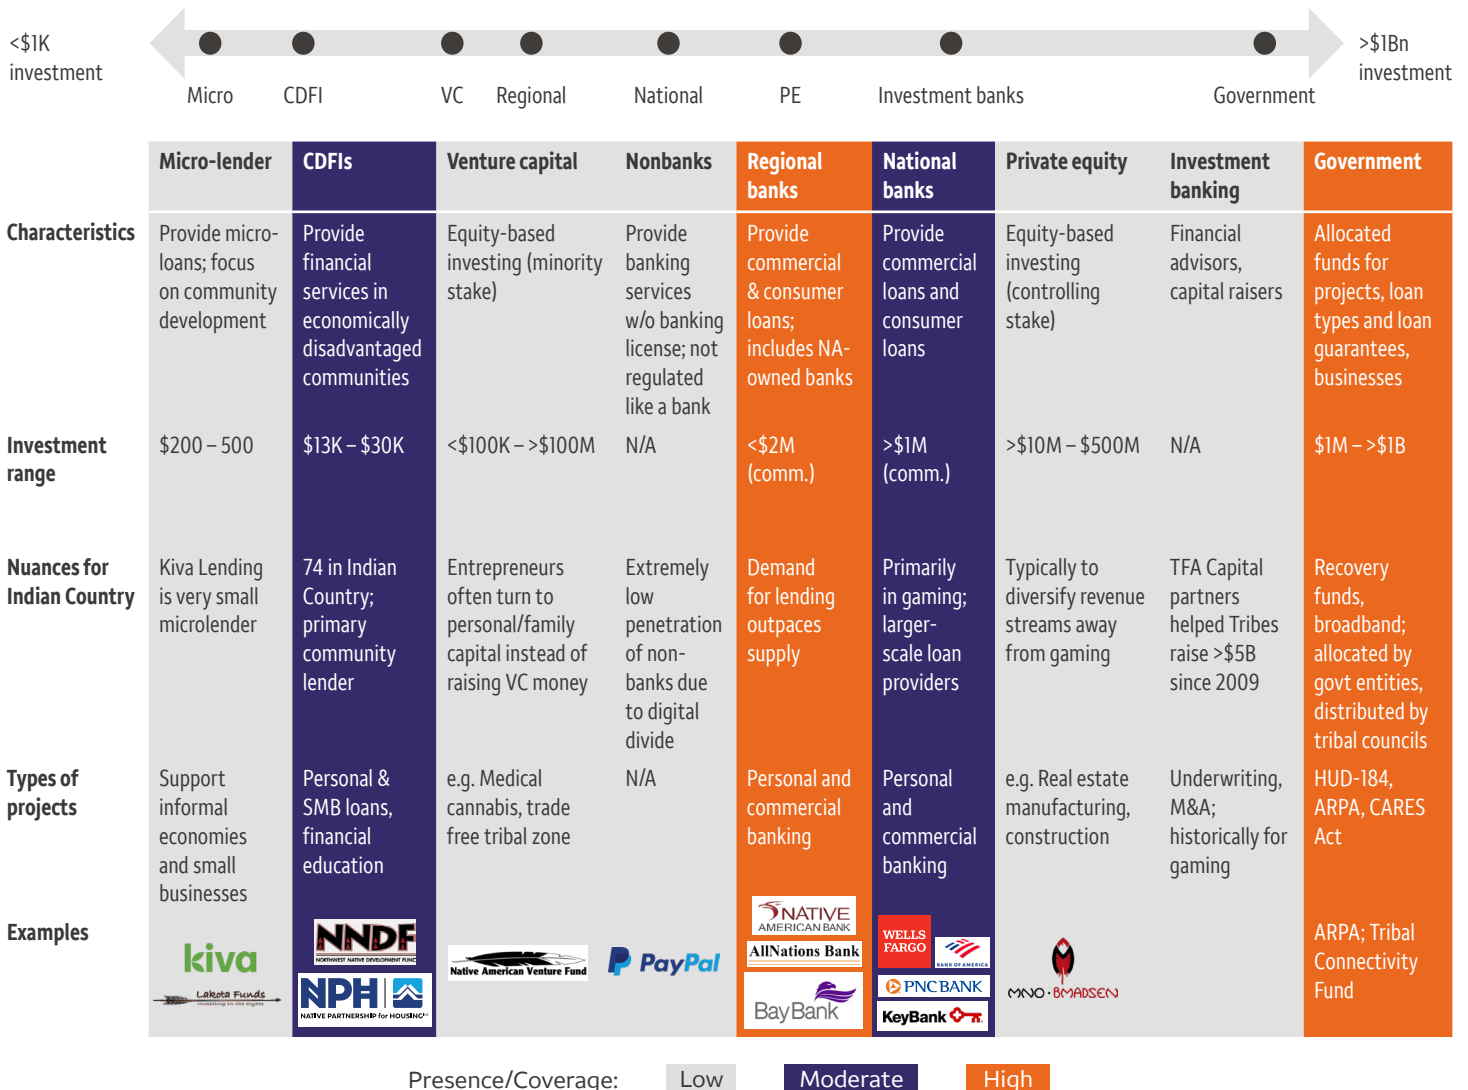 <$1K
investment
>$1Bn
investment
Micro
CDFI
VC
Regional
National
PE
Investment banks
Government
Micro-lender
CDFIs
Venture capital
Nonbanks
Regional
banks
National
banks
Private equity
Investment
banking
Government
Characteristics
Provide micro-
loans; focus
on community
development
Provide
financial
services in
economically
disadvantaged
communities
Equity-based
investing (minority
stake)
Provide
banking
services
w/o banking
license; not
regulated
like a bank
Provide
commercial
& consumer
loans;
includes NA-
owned banks
Provide
commercial
loans and
consumer
loans
Equity-based
investing
(controlling
stake)
Financial
advisors,
capital raisers
Allocated
funds for
projects, loan
types and loan
guarantees,
businesses
Investment
range
$200 – 500
$13K – $30K
<$100K – >$100M
N/A
<$2M
(comm.)
>$1M
(comm.)
>$10M – $500M
N/A
$1M – >$1B
Nuances for
Indian Country
Kiva Lending
is very small
microlender
74 in Indian
Country;
primary
community
lender
Entrepreneurs
often turn to
personal/family
capital instead of
raising VC money
Extremely
low
penetration
of non-
banks due
to digital
divide
Demand
for lending
outpaces
supply
Primarily
in gaming;
larger-
scale loan
providers
Typically to
diversify revenue
streams away
from gaming
TFA Capital
partners
helped Tribes
raise >$5B
since 2009
Recovery
funds,
broadband;
allocated by
govt entities,
distributed by
tribal councils
Types of
projects
Support
informal
economies
and small
businesses
Personal &
SMB loans,
financial
education
e.g. Medical
cannabis, trade
free tribal zone
N/A
Personal and
commercial
banking
Personal
and
commercial
banking
e.g. Real estate
manufacturing,
construction
Underwriting,
M&A;
historically for
gaming
HUD-184,
ARPA, CARES
Act
Examples
kiva
Lakota Funds
Investing in the Oyate
NNDF
NORTHWEST NATIVE DEVELOPMENT FUND
NPH
NATIVE PARTNERSHIP for HOUSING
Native American Venture Fund
PayPal
NATIVE
AMERICAN BANK
AllNations Bank
BayBank
WELLS
FARGO
BANK OF AMERICA
PNC BANK
KeyBank
MNO·BMADSEN
ARPA; Tribal
Connectivity
Fund
Presence/Coverage:
Low
Moderate
High